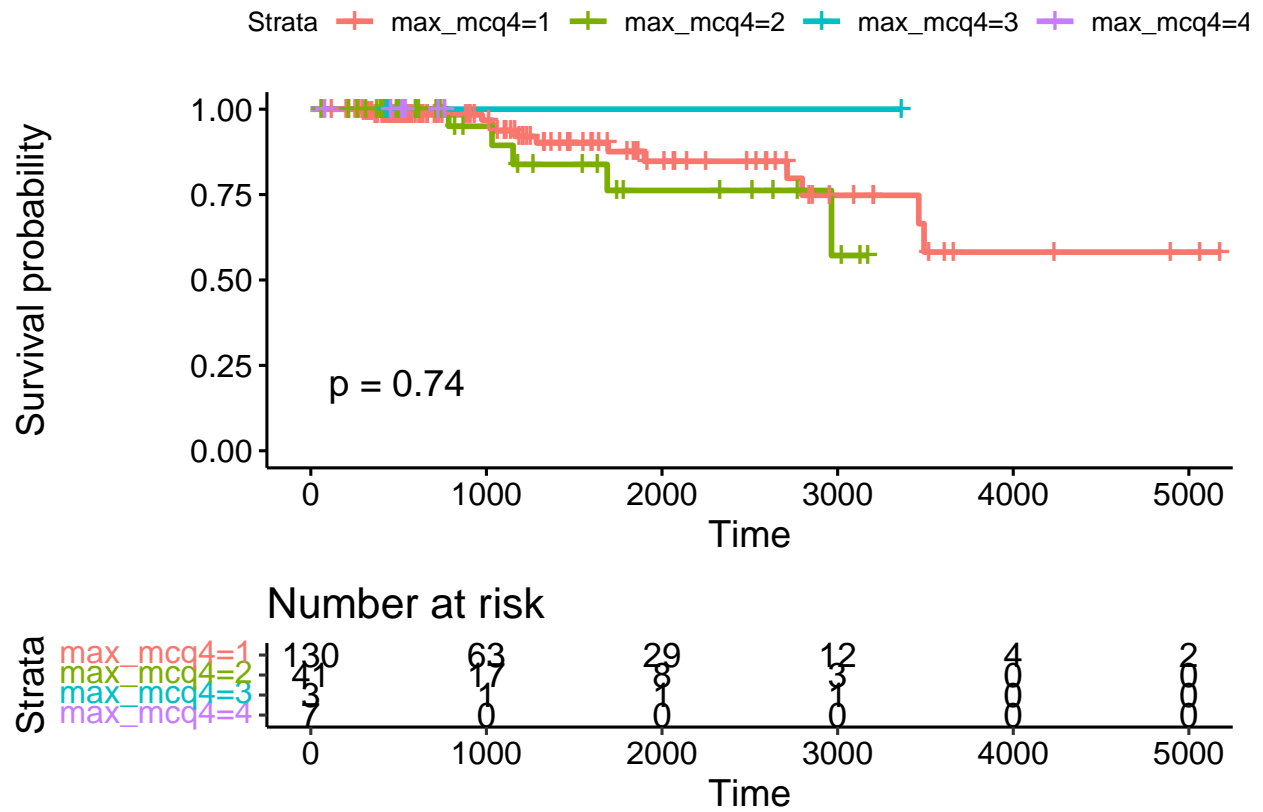 Strata max_mcq4=1 max_mcq4=2 max_mcq4=3 max_mcq4=4
Survival probability
1.00
0.75
0.50
0.25
0.00
p = 0.74
0 1000 2000 3000 4000 5000
Time
Number at risk
Strata
max_mcq4=1 130 63 29 12 4 2
max_mcq4=2 41 17 8 3 0 0
max_mcq4=3 3 1 1 1 0 0
max_mcq4=4 7 0 0 0 0 0
0 1000 2000 3000 4000 5000
Time